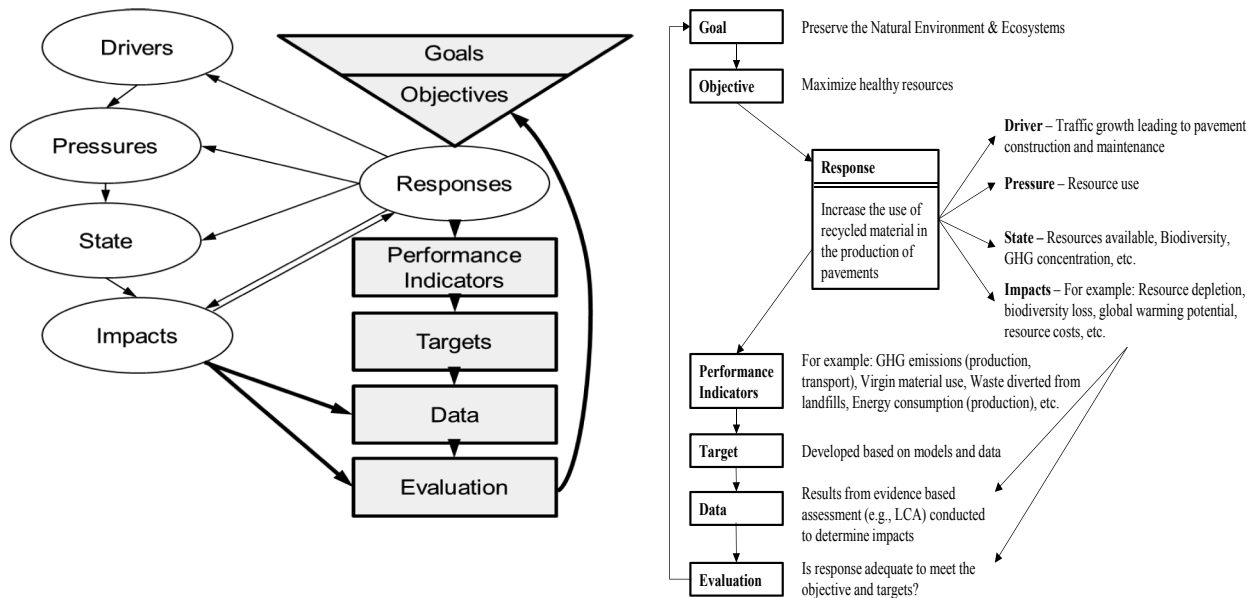 Drivers
Pressures
State
Impacts
Goals
Objectives
Responses
Performance
Indicators
Targets
Data
Evaluation
Goal
Preserve the Natural Environment & Ecosystems
Objective
Maximize healthy resources
Response
Increase the use of
recycled material in
the production of
pavements
Driver – Traffic growth leading to pavement
construction and maintenance
Pressure – Resource use
State – Resources available, Biodiversity,
GHG concentration, etc.
Impacts – For example: Resource depletion,
biodiversity loss, global warming potential,
resource costs, etc.
Performance
Indicators
For example: GHG emissions (production,
transport), Virgin material use, Waste diverted from
landfills, Energy consumption (production), etc.
Target
Developed based on models and data
Data
Results from evidence based
assessment (e.g., LCA) conducted
to determine impacts
Evaluation
Is response adequate to meet the
objective and targets?